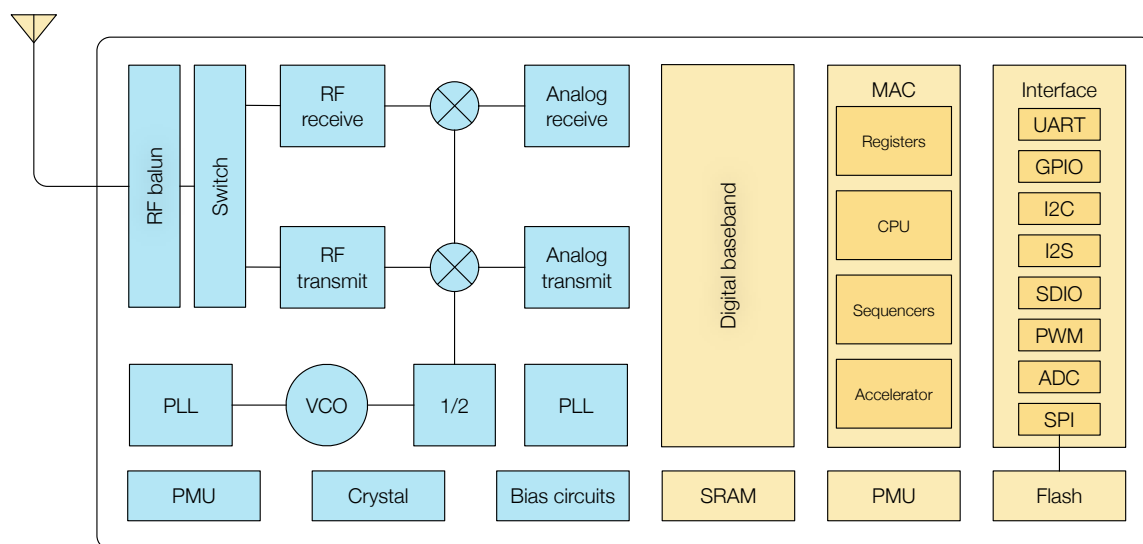 RF balun
Switch
RF
receive
Analog
receive
RF
transmit
Analog
transmit
PLL
VCO
1/2
PLL
PMU
Crystal
Bias circuits
Digital baseband
SRAM
MAC
Registers
CPU
Sequencers
Accelerator
PMU
Interface
UART
GPIO
I2C
I2S
SDIO
PWM
ADC
SPI
Flash